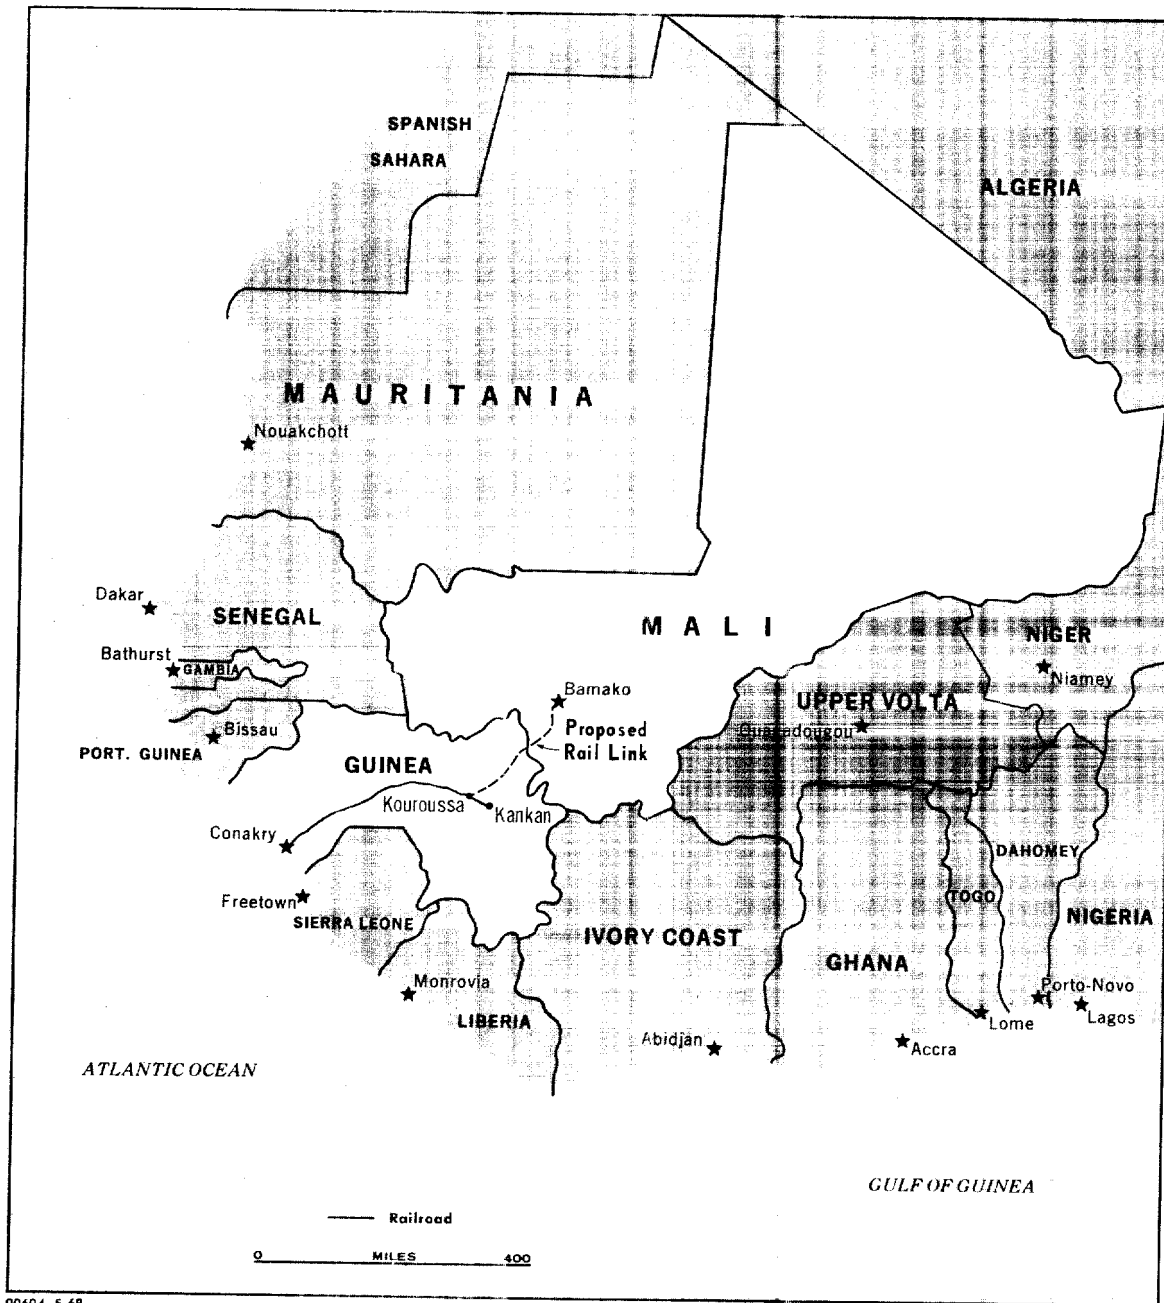 SPANISH
SAHARA
ALGERIA
MAURITANIA
Nouakchott
Dakar
SENEGAL
MALI
Bathurst
GAMBIA
NIGER
Niamey
Bamako
UPPER VOLTA
Ouagadougou
Bissau
PORT. GUINEA
Proposed
Rail Link
GUINEA
Kouroussa
Kankan
Conakry
DAHOMEY
Freetown
SIERRA LEONE
TOGO
NIGERIA
IVORY COAST
GHANA
Monrovia
LIBERIA
Porto-Novo
Lome
Lagos
Abidjan
Accra
ATLANTIC OCEAN
GULF OF GUINEA
Railroad
0 MILES 400